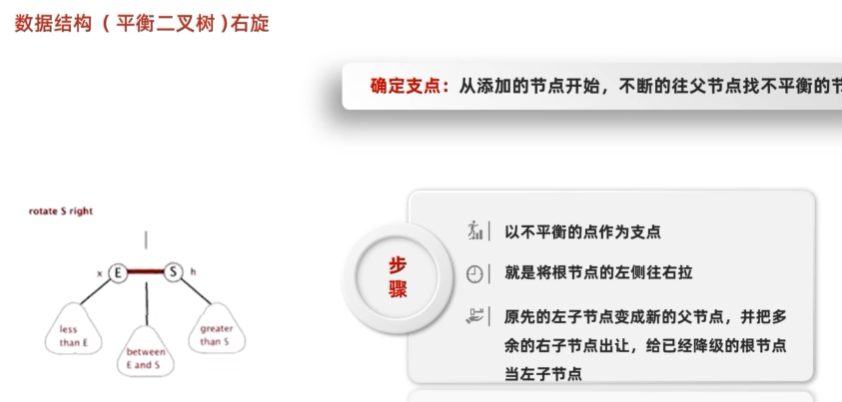 数据结构（平衡二叉树）右旋
确定支点：从添加的节点开始，不断的往父节点找不平衡的节
rotate S right
x E S h
less
than E
between
E and S
greater
than S
步
骤
以不平衡的点作为支点
就是将根节点的左侧往右拉
原先的左子节点变成新的父节点，并把多
余的右子节点出让，给已经降级的根节点
当左子节点